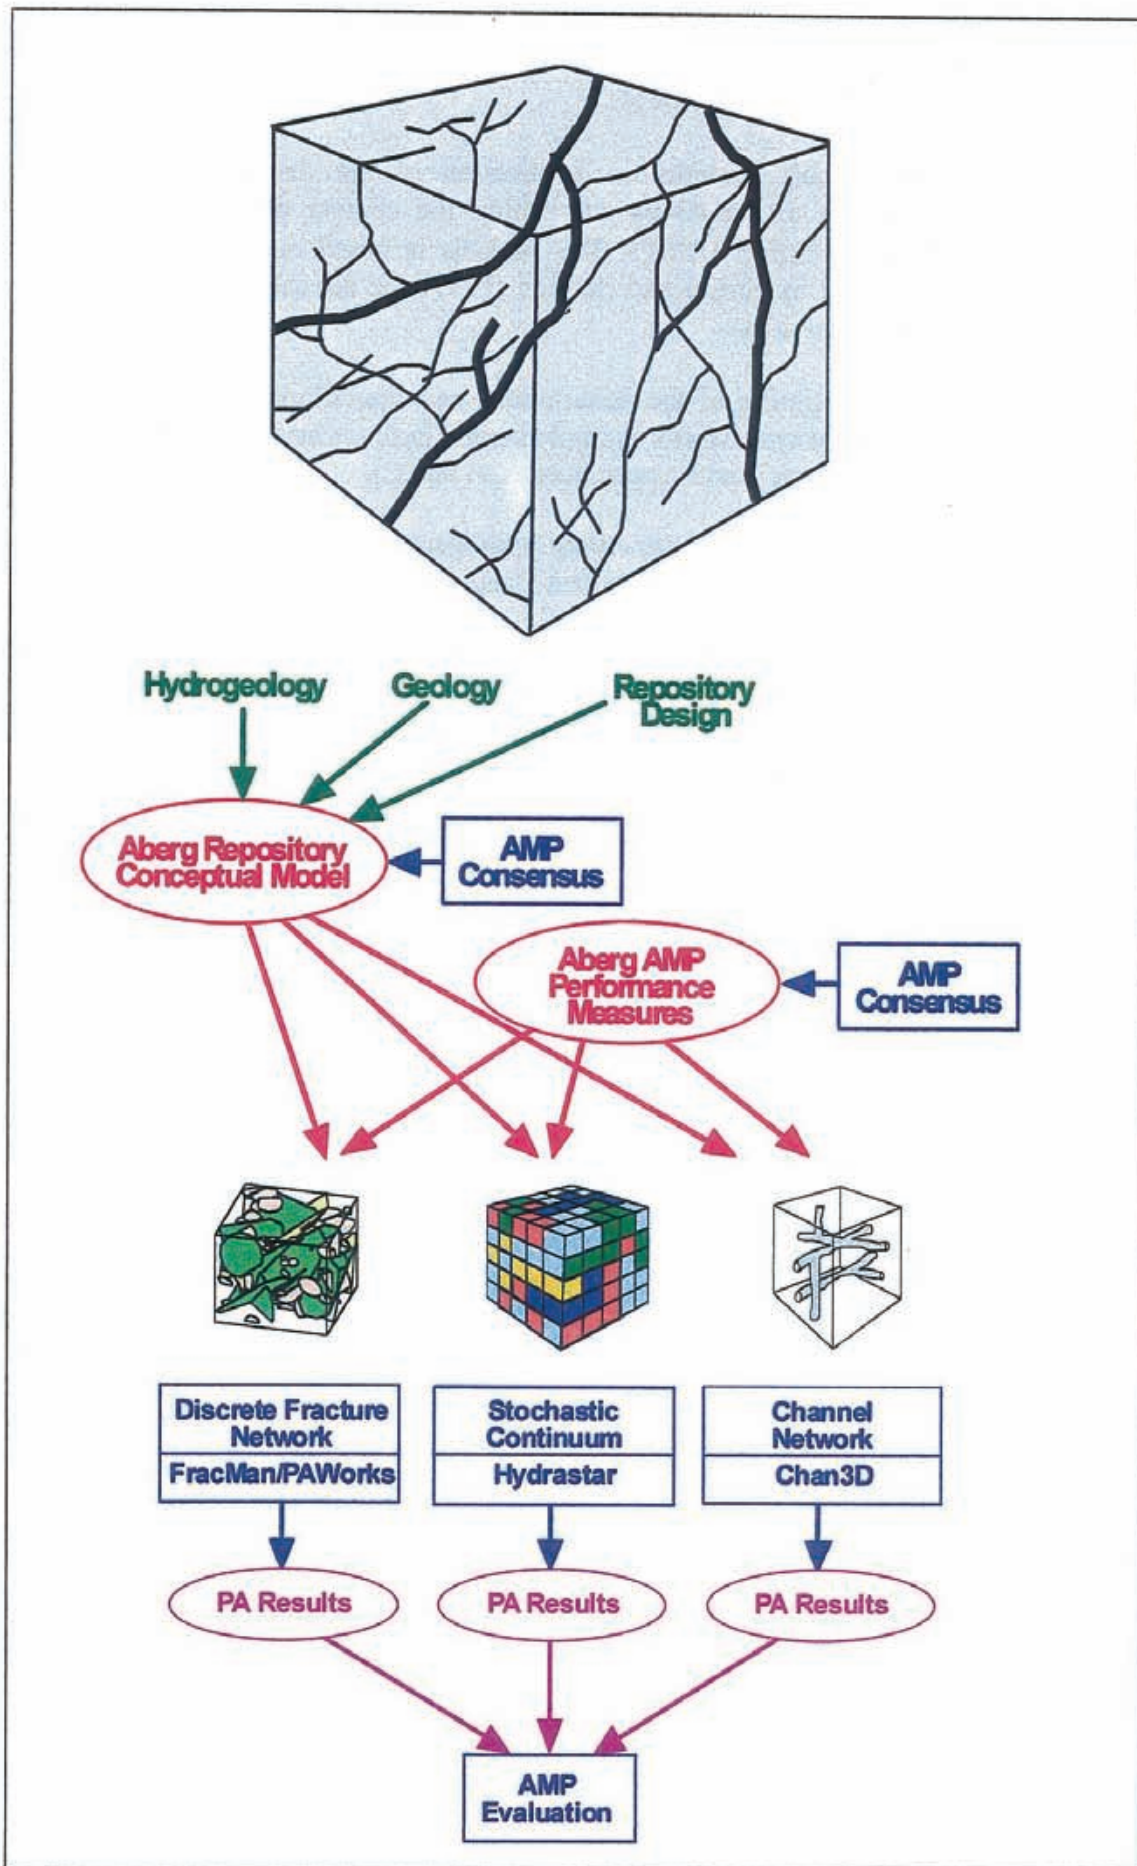 Hydrogeology
Geology
Repository
Design
Aberg Repository
Conceptual Model
AMP
Consensus
Aberg AMP
Performance
Measures
AMP
Consensus
Discrete Fracture
Network
FracMan/PAWorks
Stochastic
Continuum
Hydrastar
Channel
Network
Chan3D
PA Results
PA Results
PA Results
AMP
Evaluation